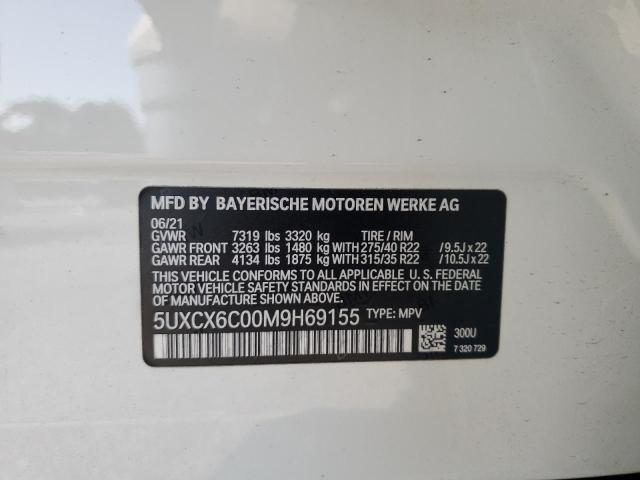 MFD BY BAYERISCHE MOTOREN WERKE AG
06/21
GVWR 7319 lbs 3320 kg TIRE / RIM
GAWR FRONT 3263 lbs 1480 kg WITH 275/40 R22 /9.5J x 22
GAWR REAR 4134 lbs 1875 kg WITH 315/35 R22 /10.5J x 22
THIS VEHICLE CONFORMS TO ALL APPLICABLE U. S. FEDERAL
MOTOR VEHICLE SAFETY STANDARDS IN EFFECT ON THE DATE
OF MANUFACTURE SHOWN ABOVE.
5UXCX6C00M9H69155 TYPE: MPV
300U
7 320 729